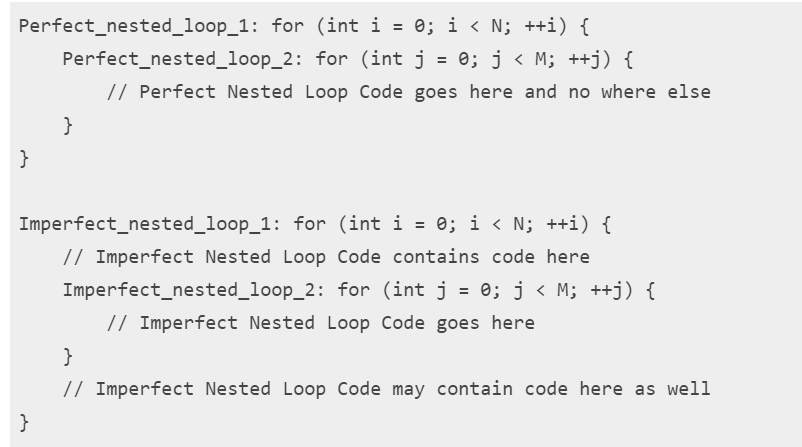 Perfect_nested_loop_1: for (int i = 0; i < N; ++i) {
    Perfect_nested_loop_2: for (int j = 0; j < M; ++j) {
        // Perfect Nested Loop Code goes here and no where else
    }
}

Imperfect_nested_loop_1: for (int i = 0; i < N; ++i) {
    // Imperfect Nested Loop Code contains code here
    Imperfect_nested_loop_2: for (int j = 0; j < M; ++j) {
        // Imperfect Nested Loop Code goes here
    }
    // Imperfect Nested Loop Code may contain code here as well
}